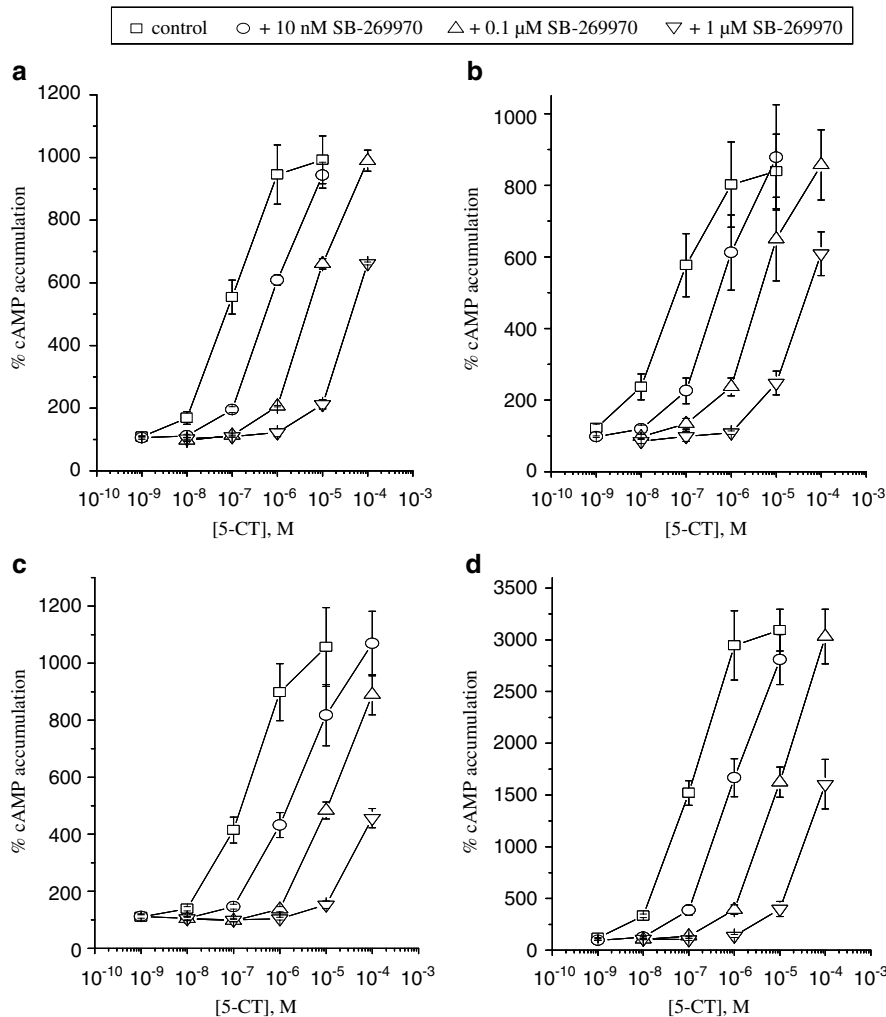 control + 10 nM SB-269970 + 0.1 μM SB-269970 + 1 μM SB-269970
a
% cAMP accumulation
1200
1000
800
600
400
200
0
10⁻¹⁰ 10⁻⁹ 10⁻⁸ 10⁻⁷ 10⁻⁶ 10⁻⁵ 10⁻⁴ 10⁻³
[5-CT], M
b
% cAMP accumulation
1000
800
600
400
200
0
10⁻¹⁰ 10⁻⁹ 10⁻⁸ 10⁻⁷ 10⁻⁶ 10⁻⁵ 10⁻⁴ 10⁻³
[5-CT], M
c
% cAMP accumulation
1200
1000
800
600
400
200
0
10⁻¹⁰ 10⁻⁹ 10⁻⁸ 10⁻⁷ 10⁻⁶ 10⁻⁵ 10⁻⁴ 10⁻³
[5-CT], M
d
% cAMP accumulation
3500
3000
2500
2000
1500
1000
500
0
10⁻¹⁰ 10⁻⁹ 10⁻⁸ 10⁻⁷ 10⁻⁶ 10⁻⁵ 10⁻⁴ 10⁻³
[5-CT], M